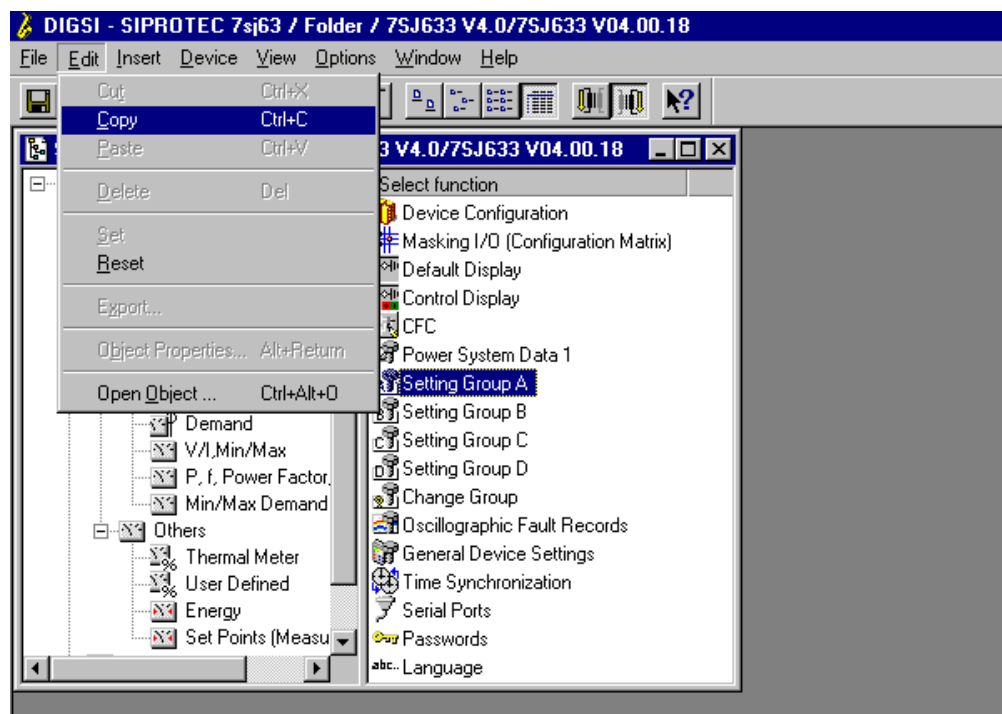 DIGSI - SIPROTEC 7sj63 / Folder / 7SJ633 V4.0/7SJ633 V04.00.18
File Edit Insert Device View Options Window Help
Cut Ctrl+X
Copy Ctrl+C
Paste Ctrl+V
Delete Del
Set
Reset
Export...
Object Properties... Alt+Return
Open Object ... Ctrl+Alt+O
3 V4.0/7SJ633 V04.00.18
Select function
Device Configuration
Masking I/O (Configuration Matrix)
Default Display
Control Display
CFC
Power System Data 1
Setting Group A
Setting Group B
Setting Group C
Setting Group D
Change Group
Oscillographic Fault Records
General Device Settings
Time Synchronization
Serial Ports
Passwords
abc.. Language
Demand
V/I,Min/Max
P, f, Power Factor,
Min/Max Demand
Others
Thermal Meter
User Defined
Energy
Set Points (Measu